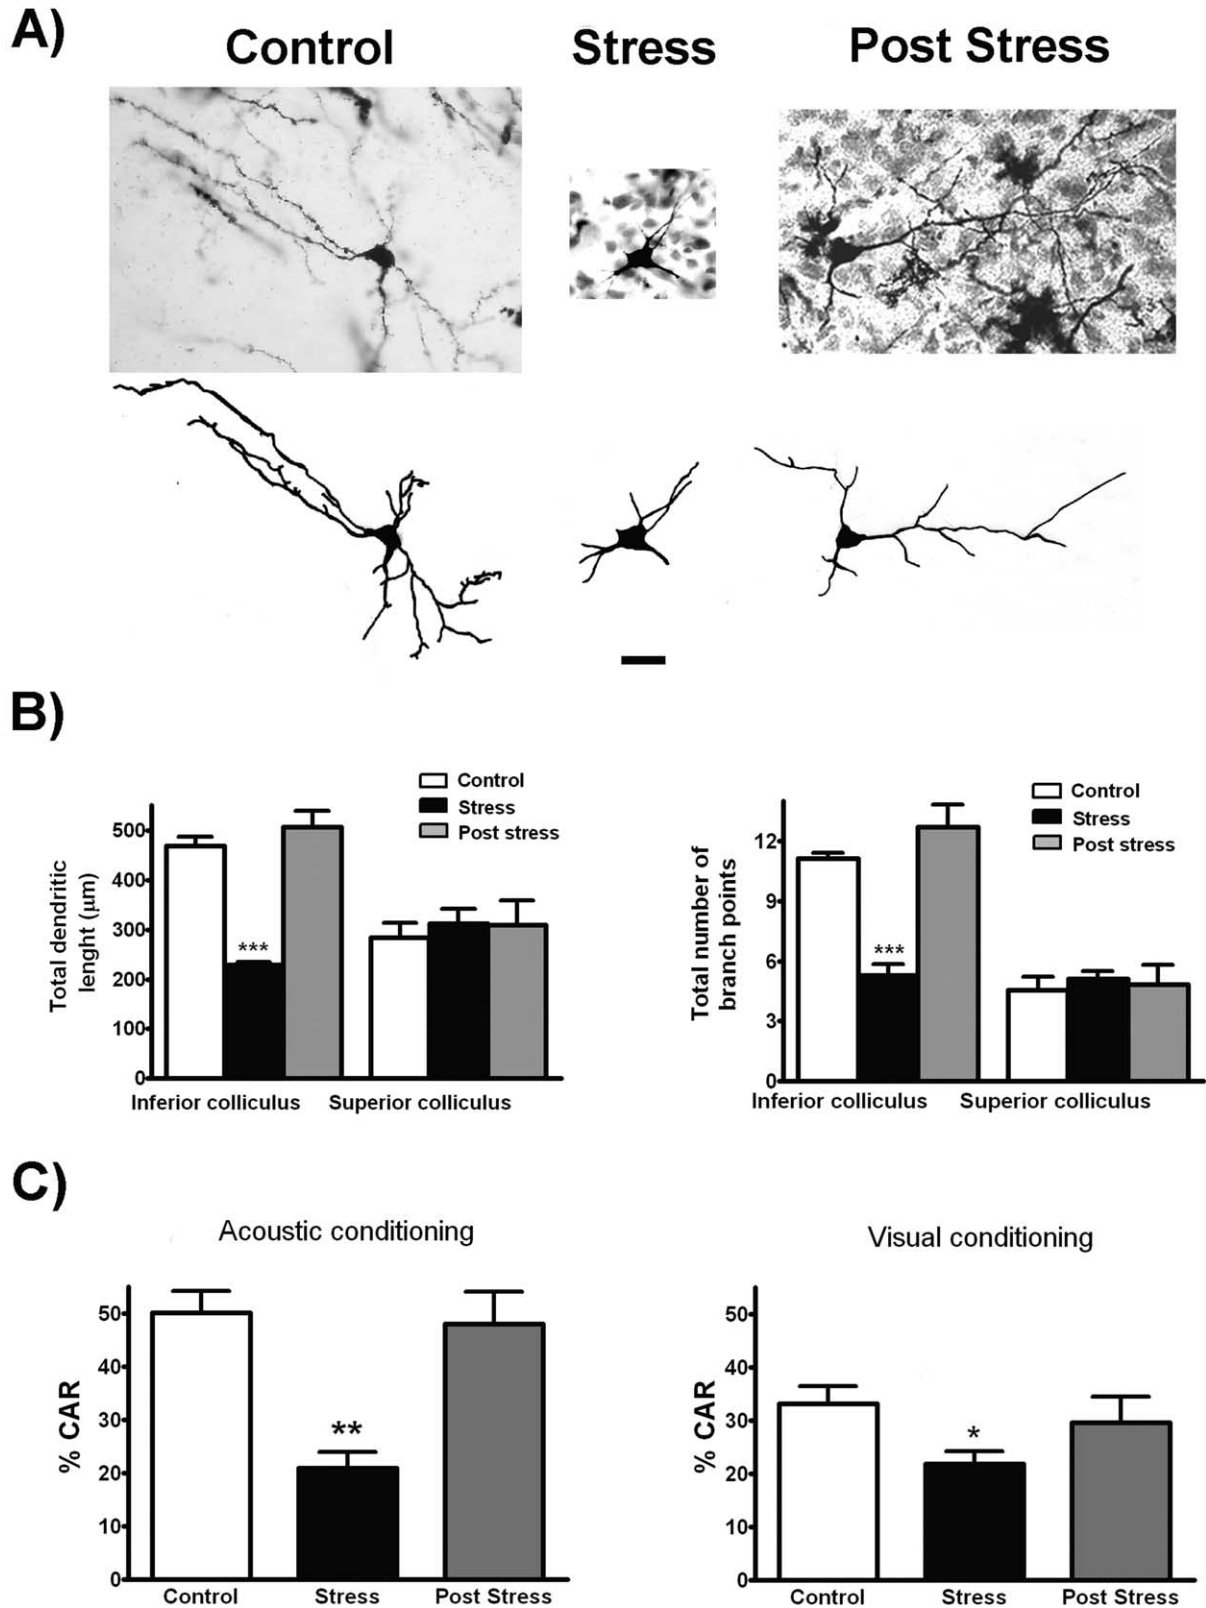 A)
Control
Stress
Post Stress
B)
Total dendritic
lenght (µm)
500
400
300
200
100
0
Control
Stress
Post stress
***
Inferior colliculus
Superior colliculus
Total number of
branch points
12
9
6
3
0
Control
Stress
Post stress
***
Inferior colliculus
Superior colliculus
C)
Acoustic conditioning
% CAR
50
40
30
20
10
0
**
Control
Stress
Post Stress
Visual conditioning
% CAR
50
40
30
20
10
0
*
Control
Stress
Post Stress